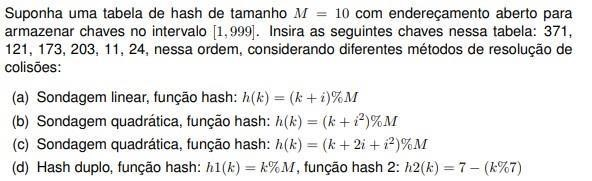 Suponha uma tabela de hash de tamanho M = 10 com endereçamento aberto para
armazenar chaves no intervalo [1, 999]. Insira as seguintes chaves nessa tabela: 371,
121, 173, 203, 11, 24, nessa ordem, considerando diferentes métodos de resolução de
colisões:
(a) Sondagem linear, função hash: h(k) = (k + i)%M
(b) Sondagem quadrática, função hash: h(k) = (k + i²)%M
(c) Sondagem quadrática, função hash: h(k) = (k + 2i + i²)%M
(d) Hash duplo, função hash: h1(k) = k%M, função hash 2: h2(k) = 7 − (k%7)